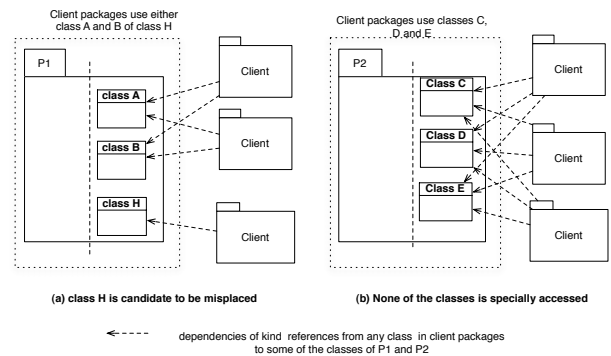 Client packages use either
class A and B of class H
P1
class A
class B
class H
Client
Client
Client
(a) class H is candidate to be misplaced
Client packages use classes C,
D and E
P2
Class C
Class D
Class E
Client
Client
Client
(b) None of the classes is specially accessed
dependencies of kind references from any class in client packages
to some of the classes of P1 and P2